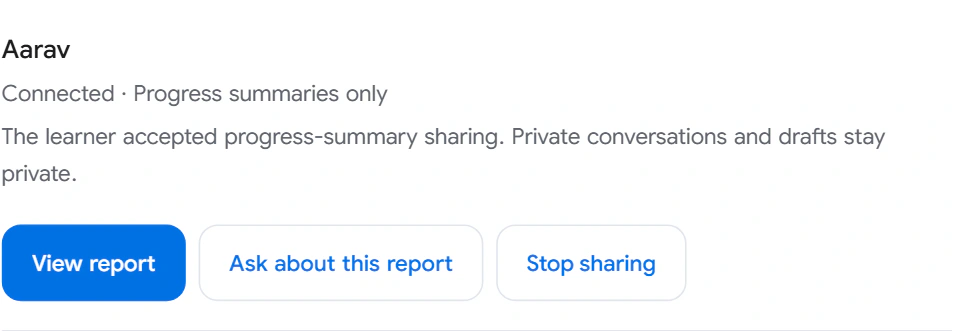 Aarav
Connected · Progress summaries only
The learner accepted progress-summary sharing. Private conversations and drafts stay
private.
View report
Ask about this report
Stop sharing